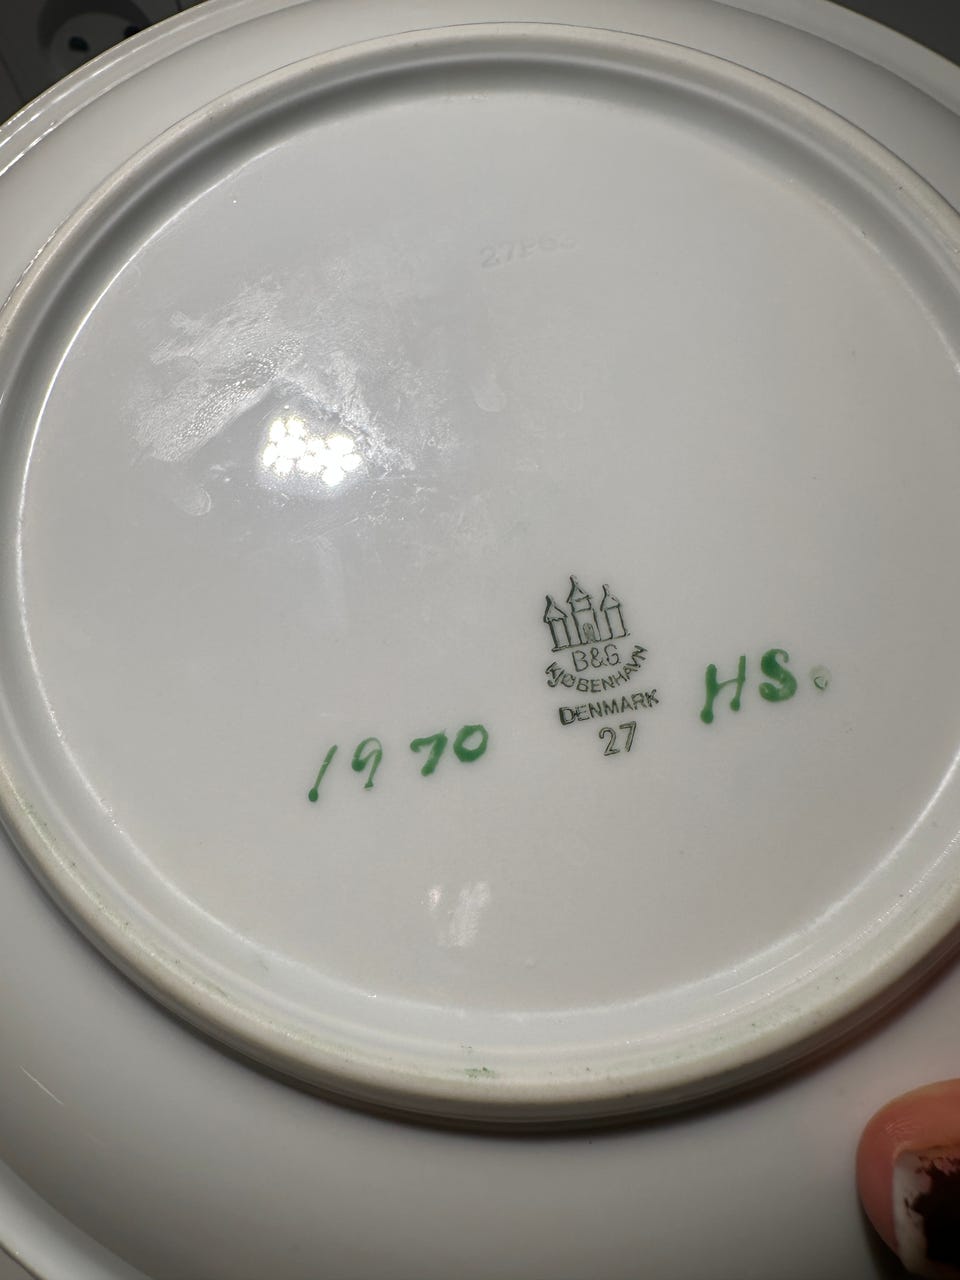 B&G
KJØBENHAVN
DENMARK
27
1970 HS.